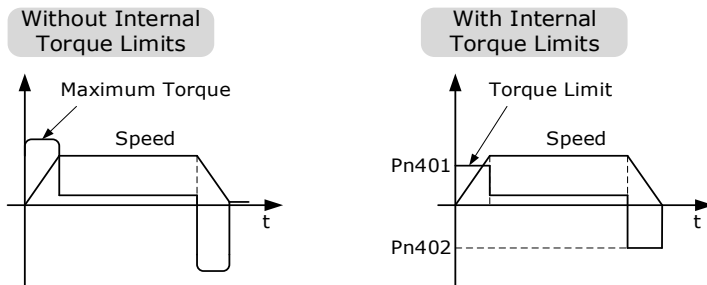 Without Internal
Torque Limits
Maximum Torque
Speed
t
With Internal
Torque Limits
Torque Limit
Speed
Pn401
t
Pn402